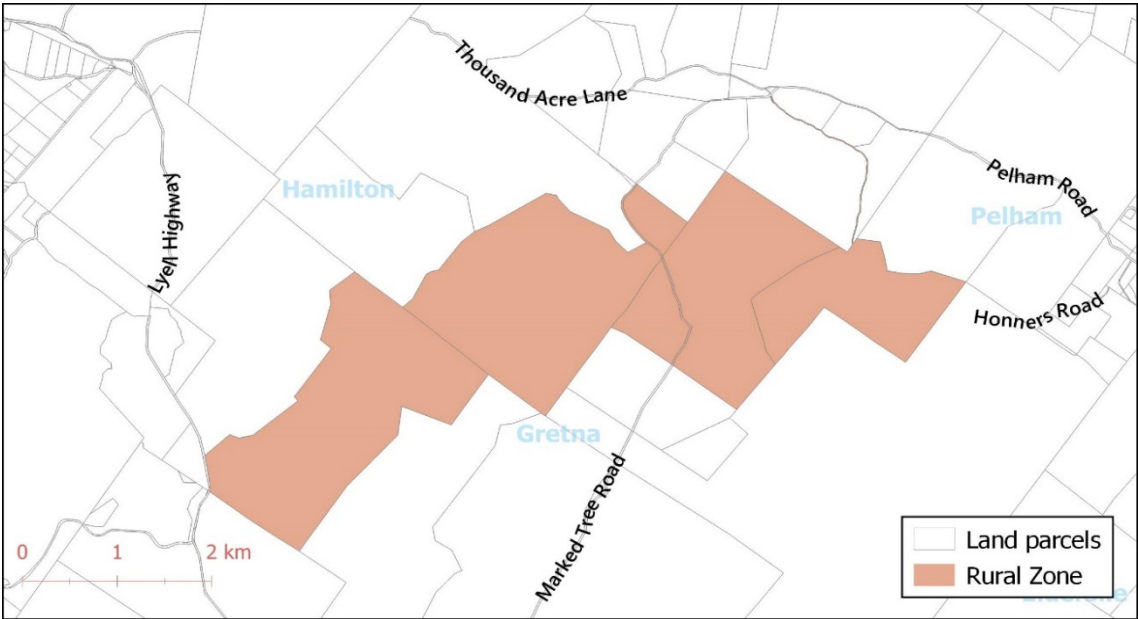 Thousand Acre Lane
Hamilton
Lyell Highway
Pelham Road
Pelham
Honners Road
Gretna
Marked Tree Road
0 1 2 km
Land parcels
Rural Zone